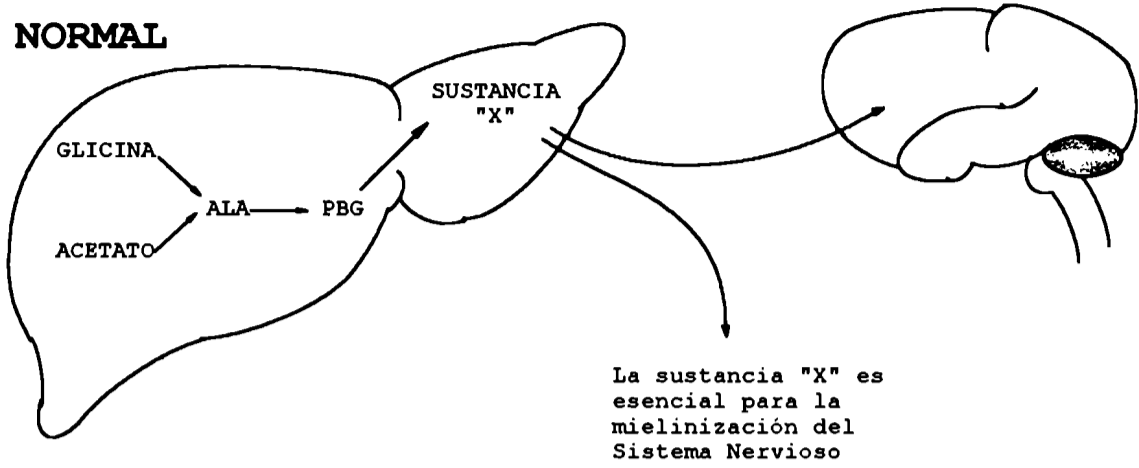 NORMAL
SUSTANCIA
"X"
GLICINA
ALA
PBG
ACETATO
La sustancia "X" es
esencial para la
mielinización del
Sistema Nervioso